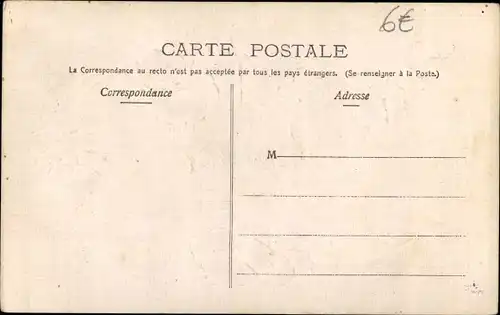 6€
CARTE POSTALE
La Correspondance au recto n'est pas acceptée par tous les pays étrangers. (Se renseigner à la Poste.)
Correspondance
Adresse
M